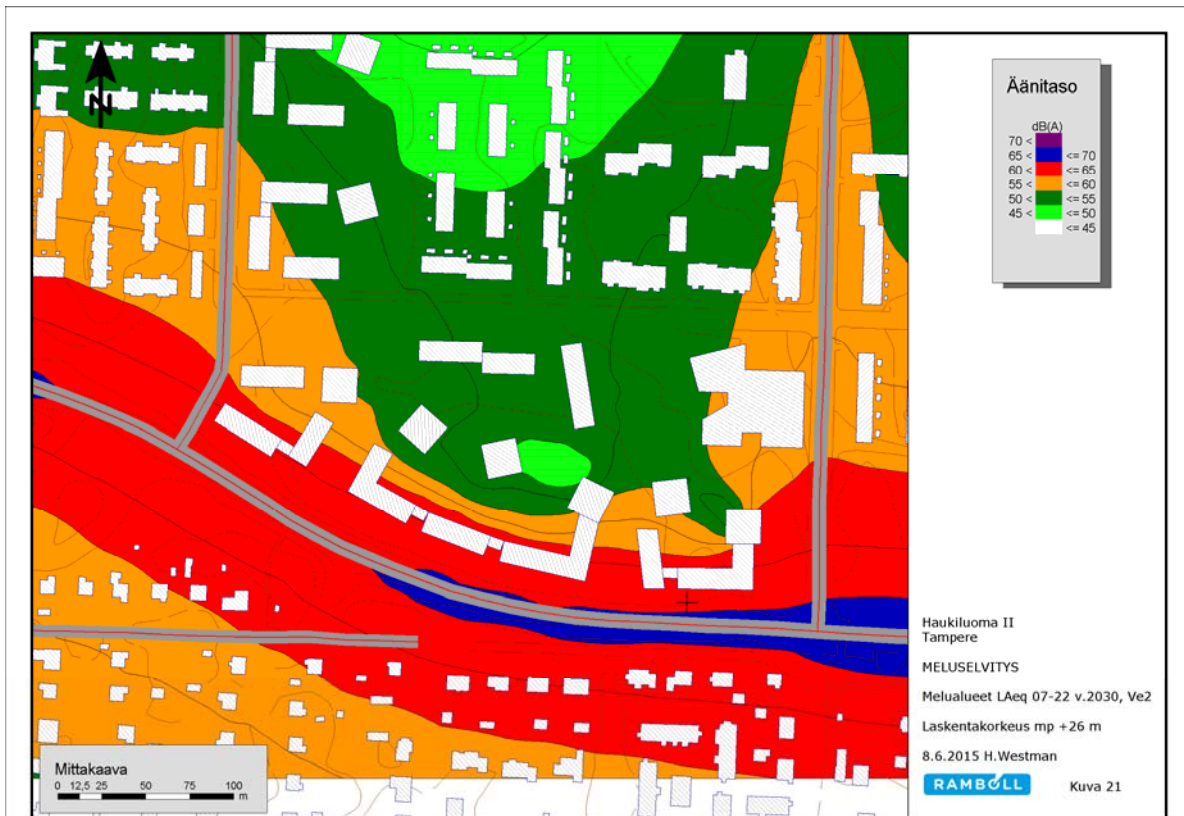 N
Äänitaso
dB(A)
70 <
65 < <= 70
60 < <= 65
55 < <= 60
50 < <= 55
45 < <= 50
<= 45
Haukiluoma II
Tampere
MELUSELVITYS
Melualueet LAeq 07-22 v.2030, Ve2
Laskentakorkeus mp +26 m
8.6.2015 H.Westman
RAMBOLL Kuva 21
Mittakaava
0 12,5 25 50 75 100
m